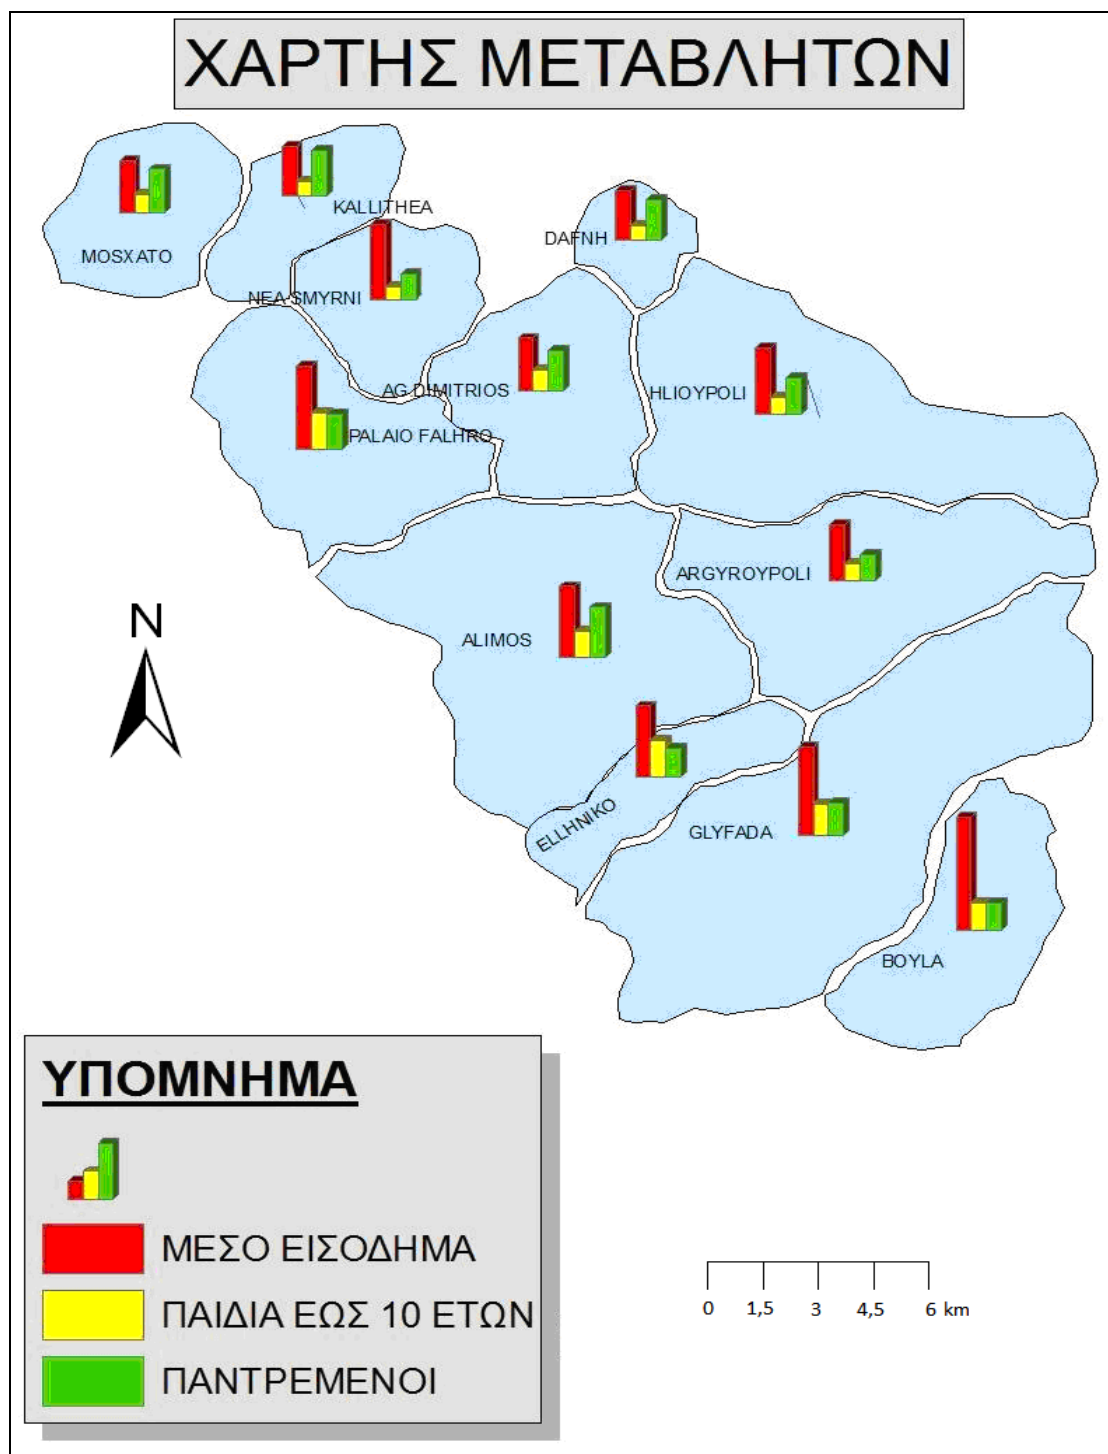 ΧΑΡΤΗΣ ΜΕΤΑΒΛΗΤΩΝ
KALLITHEA
MOSXATO
DAFNH
NEA SMYRNI
AG DIMITRIOS
HLIOYPOLI
PALAIO FALHRO
ARGYROYPOLI
ALIMOS
N
ELLHNIKO
GLYFADA
BOYLA
ΥΠΟΜΝΗΜΑ
ΜΕΣΟ ΕΙΣΟΔΗΜΑ
ΠΑΙΔΙΑ ΕΩΣ 10 ΕΤΩΝ
ΠΑΝΤΡΕΜΕΝΟΙ
0 1,5 3 4,5 6 km